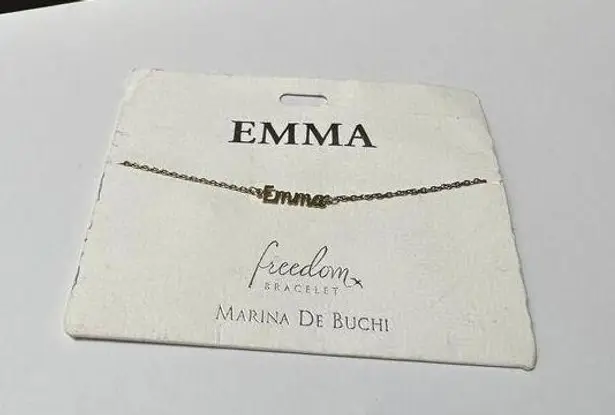 EMMA
Emma
freedom
BRACELET
MARINA DE BUCHI